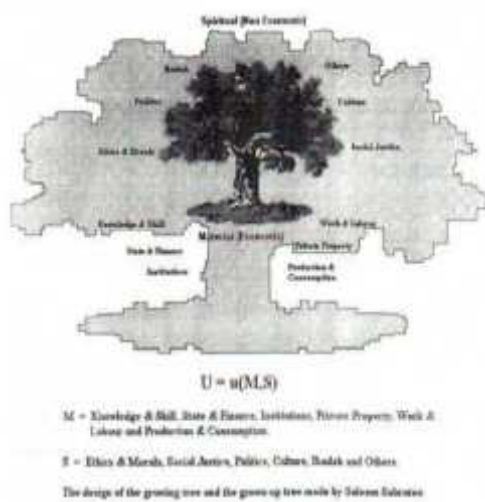 Spiritual (Non Economic)
Ibadah
Others
Politics
Culture
Ethics & Morals
Social Justice
Knowledge & Skill
Work & Labour
Material (Economic)
Private Property
State & Finance
Institutions
Production &
Consumption
U = u(M,S)
M = Knowledge & Skill, State & Finance, Institutions, Private Property, Work &
Labour and Production & Consumption.
S = Ethics & Morals, Social Justice, Politics, Culture, Ibadah and Others.
The design of the growing tree and the grown up tree made by